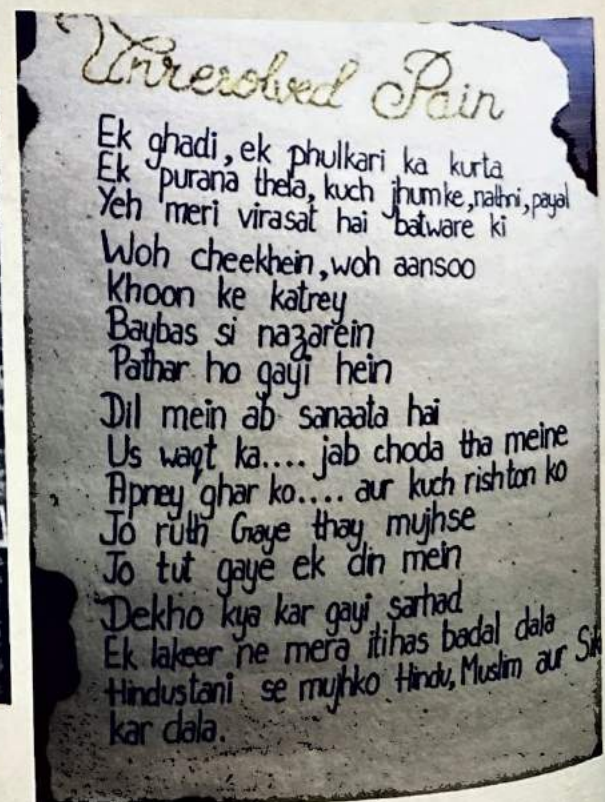 Unresolved Pain
Ek ghadi, ek phulkari ka kurta
Ek purana thela, kuch jhumke, nathni, payal
Yeh meri virasat hai batware ki
Woh cheekhein, woh aansoo
Khoon ke katrey
Baybas si nazarein
Pathar ho gayi hein
Dil mein ab sanaata hai
Us waqt ka.... jab choda tha meine
Apney ghar ko.... aur kuch rishton ko
Jo ruth Gaye thay mujhse
Jo tut gaye ek din mein
Dekho kya kar gayi sarhad
Ek lakeer ne mera itihas badal dala
Hindustani se mujhko Hindu, Muslim aur
kar dala.